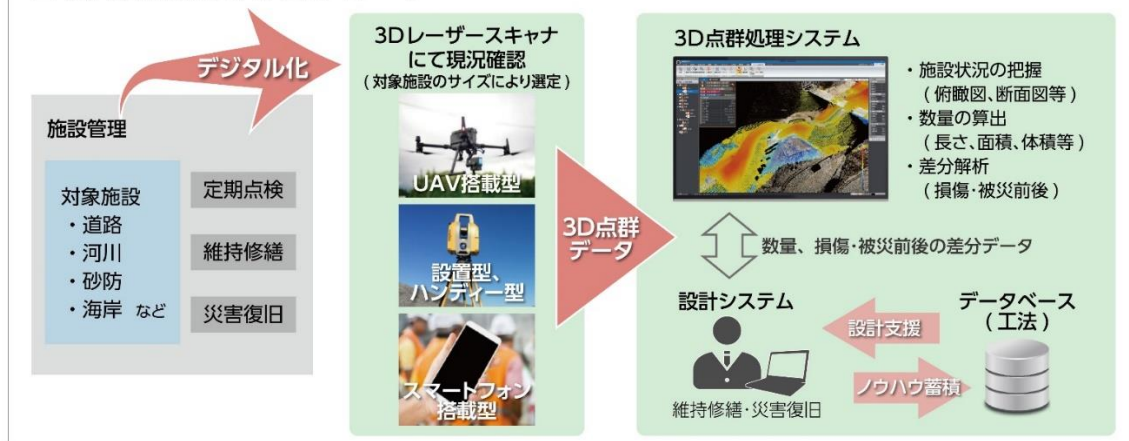 デジタル化
施設管理
対象施設
・道路
・河川
・砂防
・海岸 など
定期点検
維持修繕
災害復旧
3Dレーザースキャナ
にて現況確認
(対象施設のサイズにより選定)
UAV搭載型
設置型、
ハンディー型
スマートフォン
搭載型
3D点群
データ
3D点群処理システム
・施設状況の把握
(俯瞰図、断面図等)
・数量の算出
(長さ、面積、体積等)
・差分解析
(損傷・被災前後)
数量、損傷・被災前後の差分データ
設計システム
維持修繕・災害復旧
設計支援
ノウハウ蓄積
データベース
(工法)